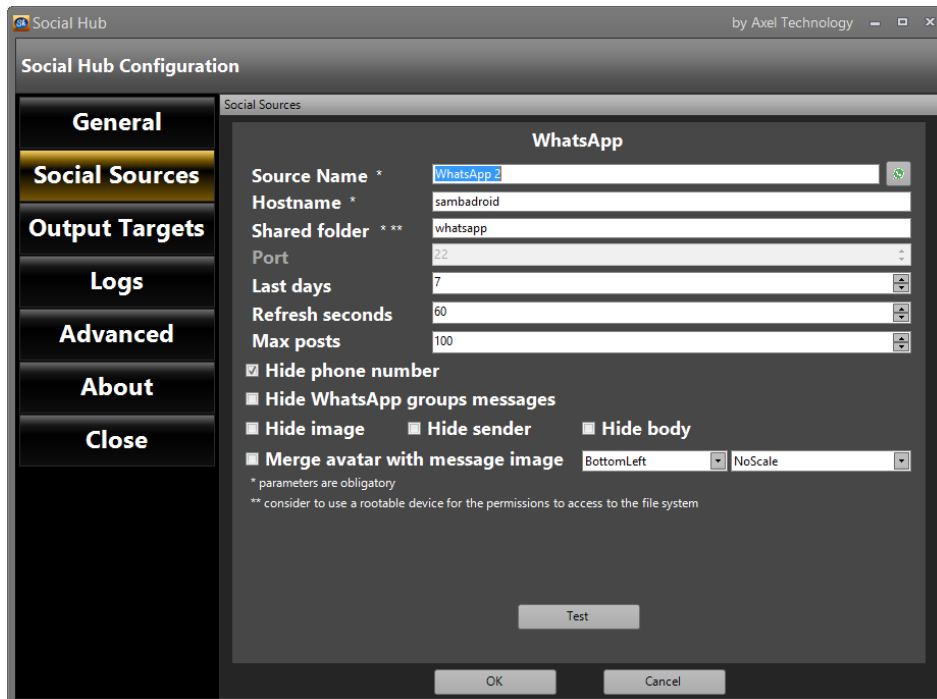 Social Hub by Axel Technology
Social Hub Configuration
General
Social Sources
Output Targets
Logs
Advanced
About
Close
Social Sources
WhatsApp
Source Name * WhatsApp 2
Hostname * sambadroid
Shared folder * ** whatsapp
Port 22
Last days 7
Refresh seconds 60
Max posts 100
Hide phone number
Hide WhatsApp groups messages
Hide image Hide sender Hide body
Merge avatar with message image BottomLeft NoScale
* parameters are obligatory
** consider to use a rootable device for the permissions to access to the file system
Test
OK Cancel